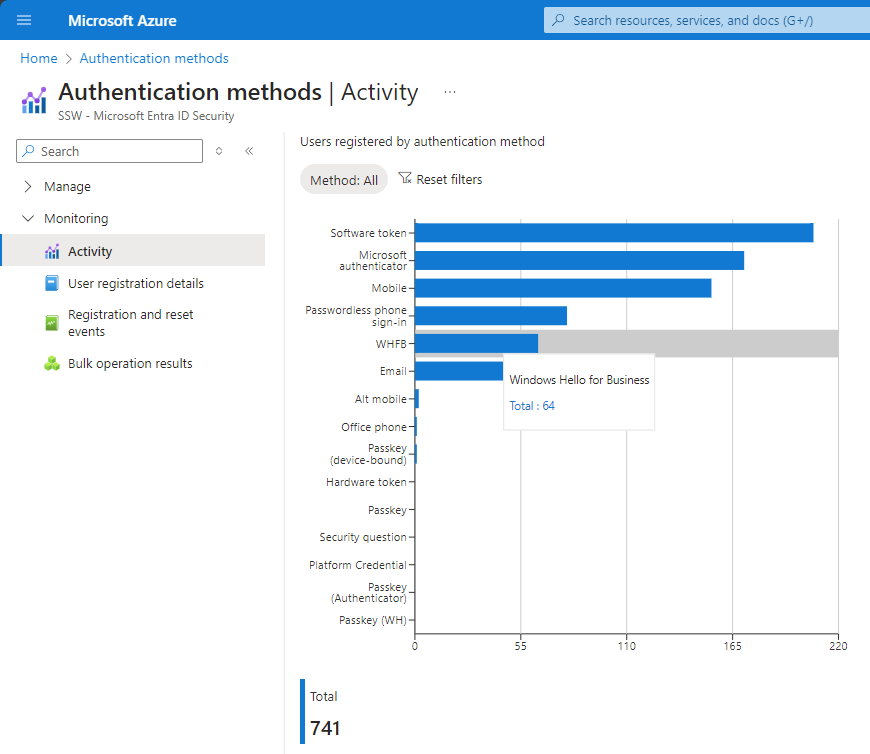 Microsoft Azure
Search resources, services, and docs (G+/)
Home > Authentication methods
Authentication methods | Activity ...
SSW - Microsoft Entra ID Security
Search
Manage
Monitoring
Activity
User registration details
Registration and reset
events
Bulk operation results
Users registered by authentication method
Method: All
Reset filters
Software token
Microsoft
authenticator
Mobile
Passwordless phone
sign-in
WHFB
Email
Windows Hello for Business
Total : 64
Alt mobile
Office phone
Passkey
(device-bound)
Hardware token
Passkey
Security question
Platform Credential
Passkey
(Authenticator)
Passkey (WH)
0 55 110 165 220
Total
741